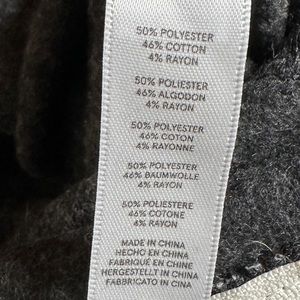 50% POLYESTER
46% COTTON
4% RAYON
50% POLIESTER
46% ALGODON
4% RAYON
50% POLYESTER
46% COTON
4% RAYONNE
50% POLYESTER
46% BAUMWOLLE
4% RAYON
50% POLIESTERE
46% COTONE
4% RAYON
MADE IN CHINA
HECHO EN CHINA
FABRIQUÉ EN CHINE
HERGESTELLT IN CHINA
FABBRICATO IN CINA